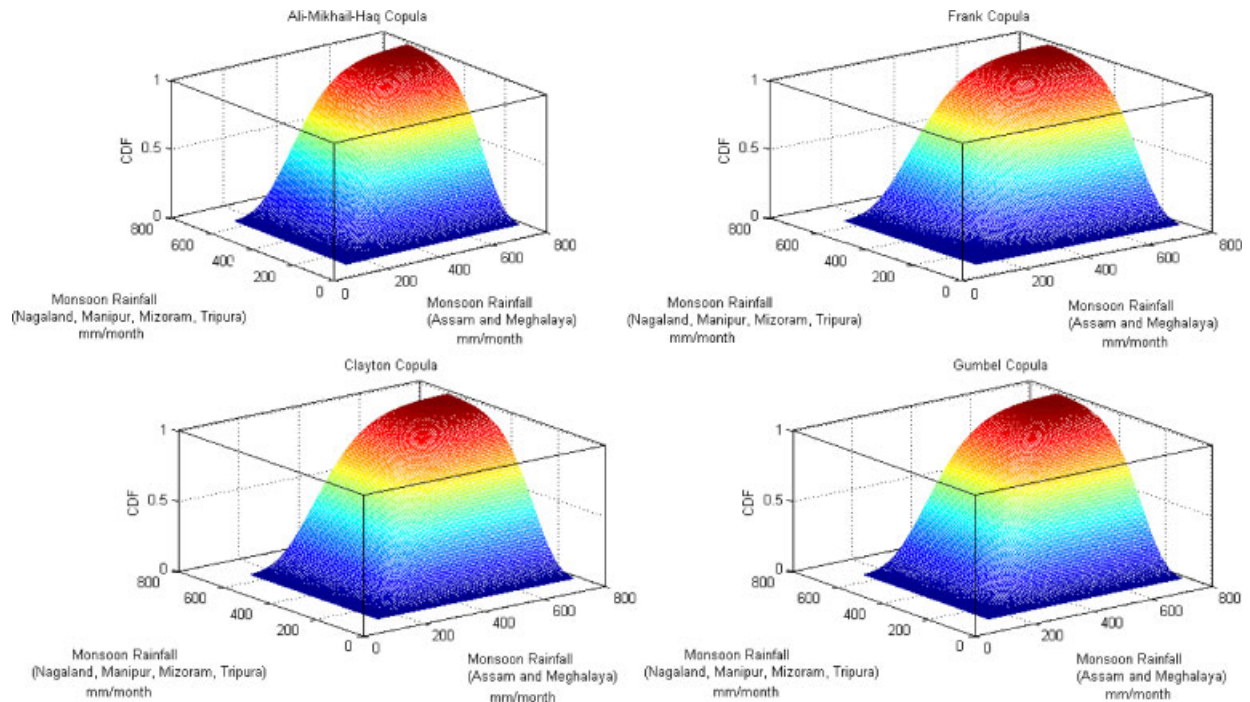 Ali-Mikhail-Haq Copula
1
0.5
0
CDF
800
600
400
200
0
0
200
400
600
800
Monsoon Rainfall
(Nagaland, Manipur, Mizoram, Tripura)
mm/month
Monsoon Rainfall
(Assam and Meghalaya)
mm/month
Frank Copula
1
0.5
0
CDF
800
600
400
200
0
0
200
400
600
800
Monsoon Rainfall
(Nagaland, Manipur, Mizoram, Tripura)
mm/month
Monsoon Rainfall
(Assam and Meghalaya)
mm/month
Clayton Copula
1
0.5
0
CDF
800
600
400
200
0
0
200
400
600
800
Monsoon Rainfall
(Nagaland, Manipur, Mizoram, Tripura)
mm/month
Monsoon Rainfall
(Assam and Meghalaya)
mm/month
Gumbel Copula
1
0.5
0
CDF
800
600
400
200
0
0
200
400
600
800
Monsoon Rainfall
(Nagaland, Manipur, Mizoram, Tripura)
mm/month
Monsoon Rainfall
(Assam and Meghalaya)
mm/month